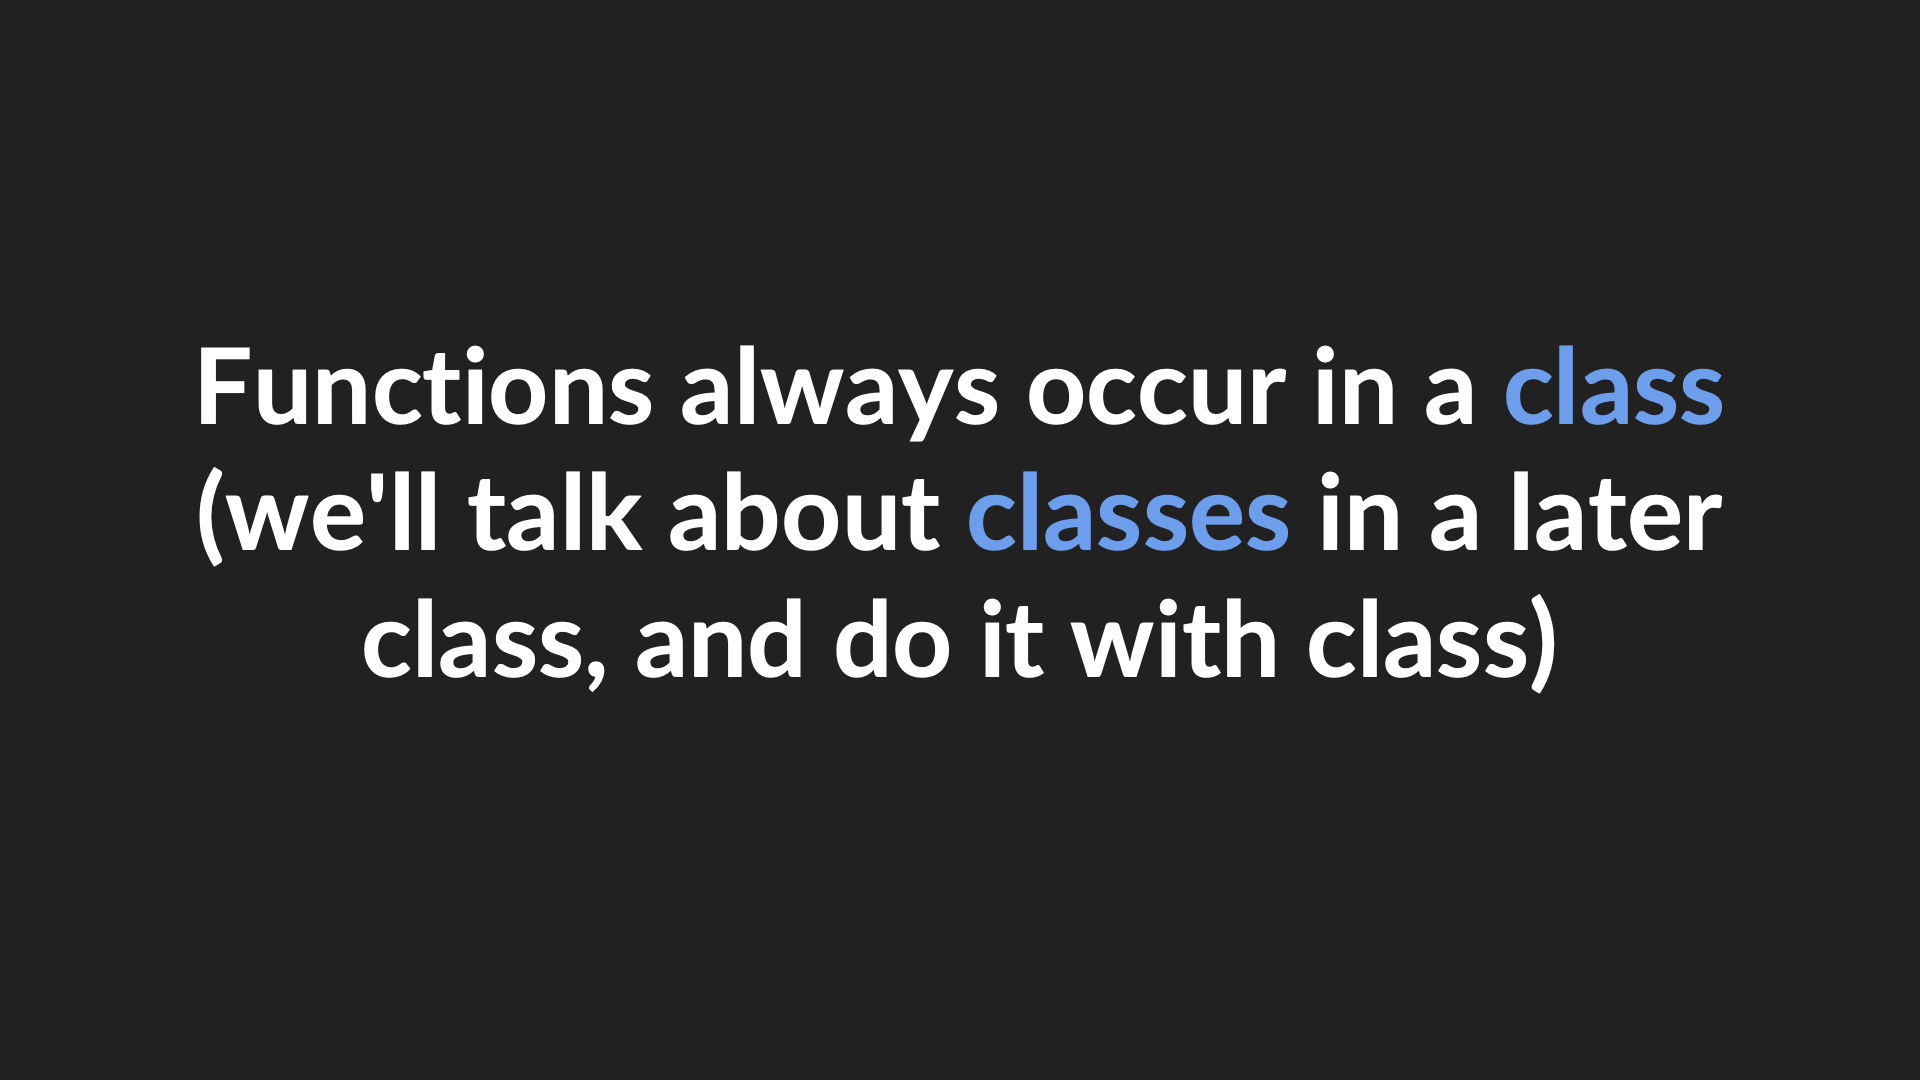 Functions always occur in a class
(we'll talk about classes in a later
class, and do it with class)